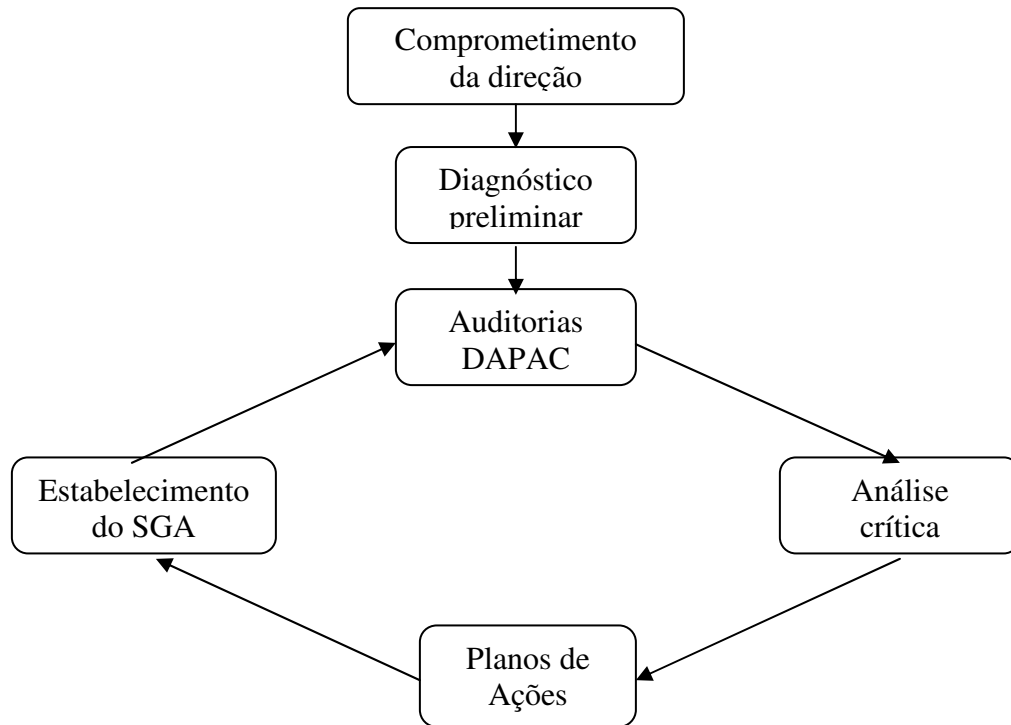 Comprometimento
da direção
Diagnóstico
preliminar
Auditorias
DAPAC
Estabelecimento
do SGA
Análise
crítica
Planos de
Ações